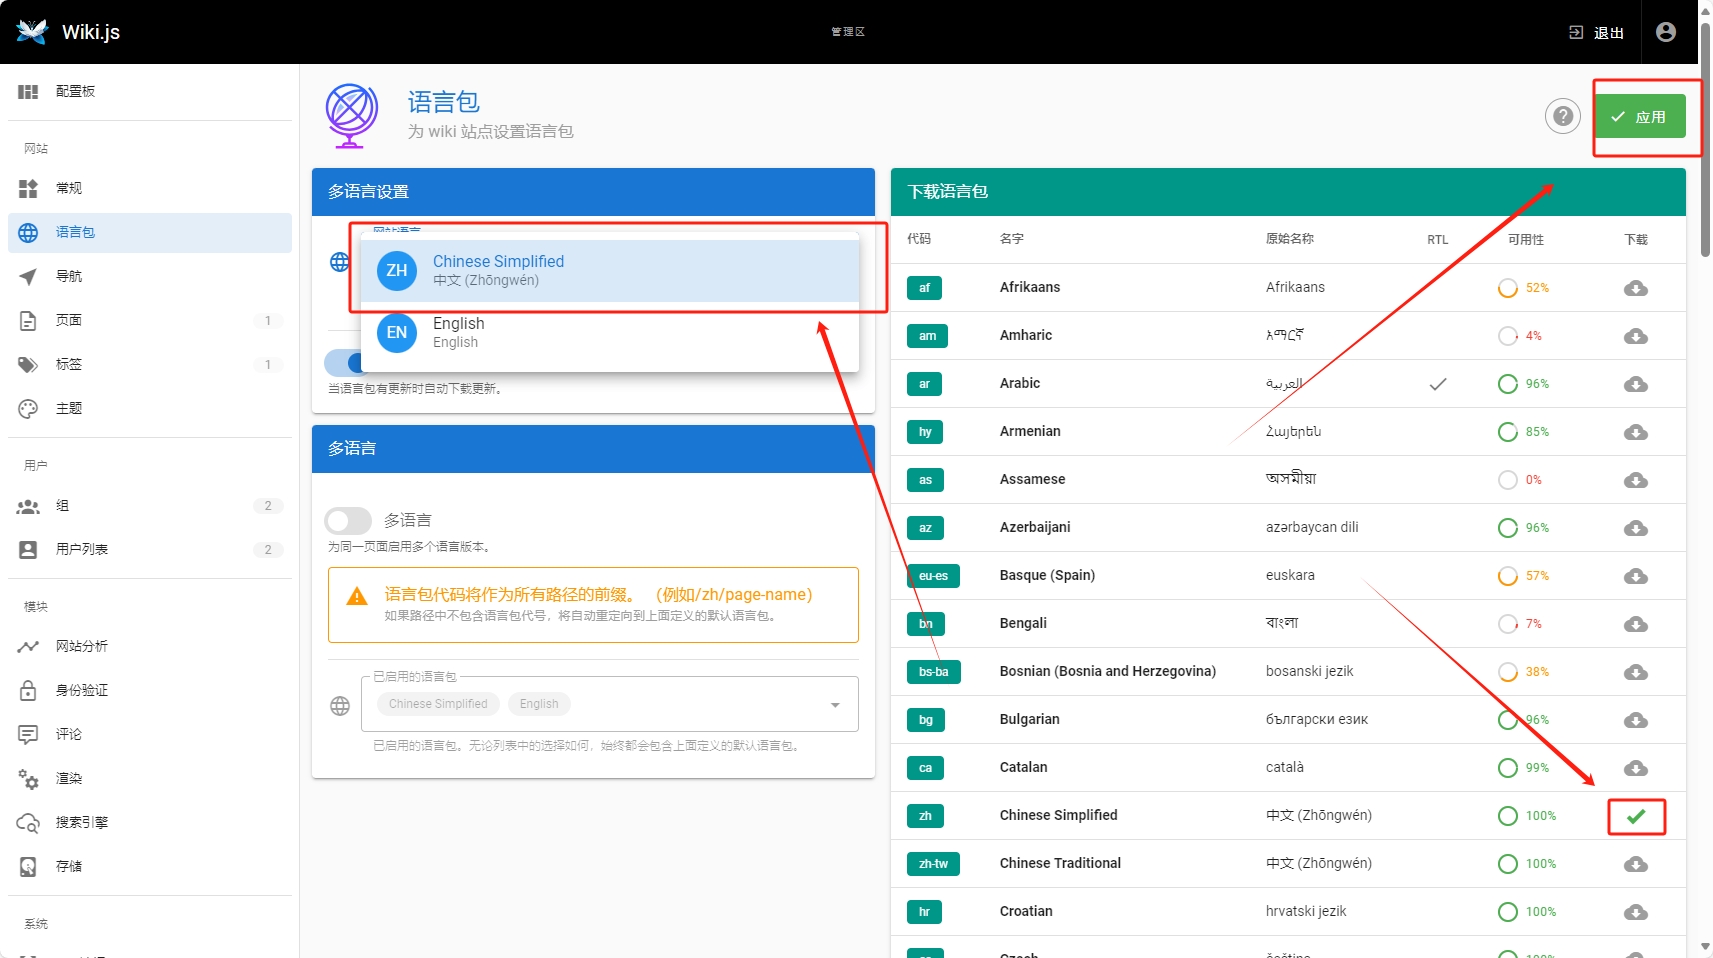 Wiki.js
管理区
退出
配置板
网站
常规
语言包
导航
页面 1
标签 1
主题
用户
组 2
用户列表 2
模块
网站分析
身份验证
评论
渲染
搜索引擎
存储
系统
语言包
为 wiki 站点设置语言包
应用
多语言设置
网站语言
ZH Chinese Simplified
中文 (Zhōngwén)
EN English
English
当语言包有更新时自动下载更新。
多语言
多语言
为同一页面启用多个语言版本。
语言包代码将作为所有路径的前缀。 （例如/zh/page-name）
如果路径中不包含语言包代号，将自动重定向到上面定义的默认语言包。
已启用的语言包
Chinese Simplified English
已启用的语言包。无论列表中的选择如何，始终都会包含上面定义的默认语言包。
下载语言包
代码 名字 原始名称 RTL 可用性 下载
af Afrikaans Afrikaans 52%
am Amharic አማርኛ 4%
ar Arabic العربية 96%
hy Armenian Հայերեն 85%
as Assamese অসমীয়া 0%
az Azerbaijani azərbaycan dili 96%
eu-es Basque (Spain) euskara 57%
bn Bengali বাংলা 7%
bs-ba Bosnian (Bosnia and Herzegovina) bosanski jezik 38%
bg Bulgarian български език 96%
ca Catalan català 99%
zh Chinese Simplified 中文 (Zhōngwén) 100%
zh-tw Chinese Traditional 中文 (Zhōngwén) 100%
hr Croatian hrvatski jezik 100%